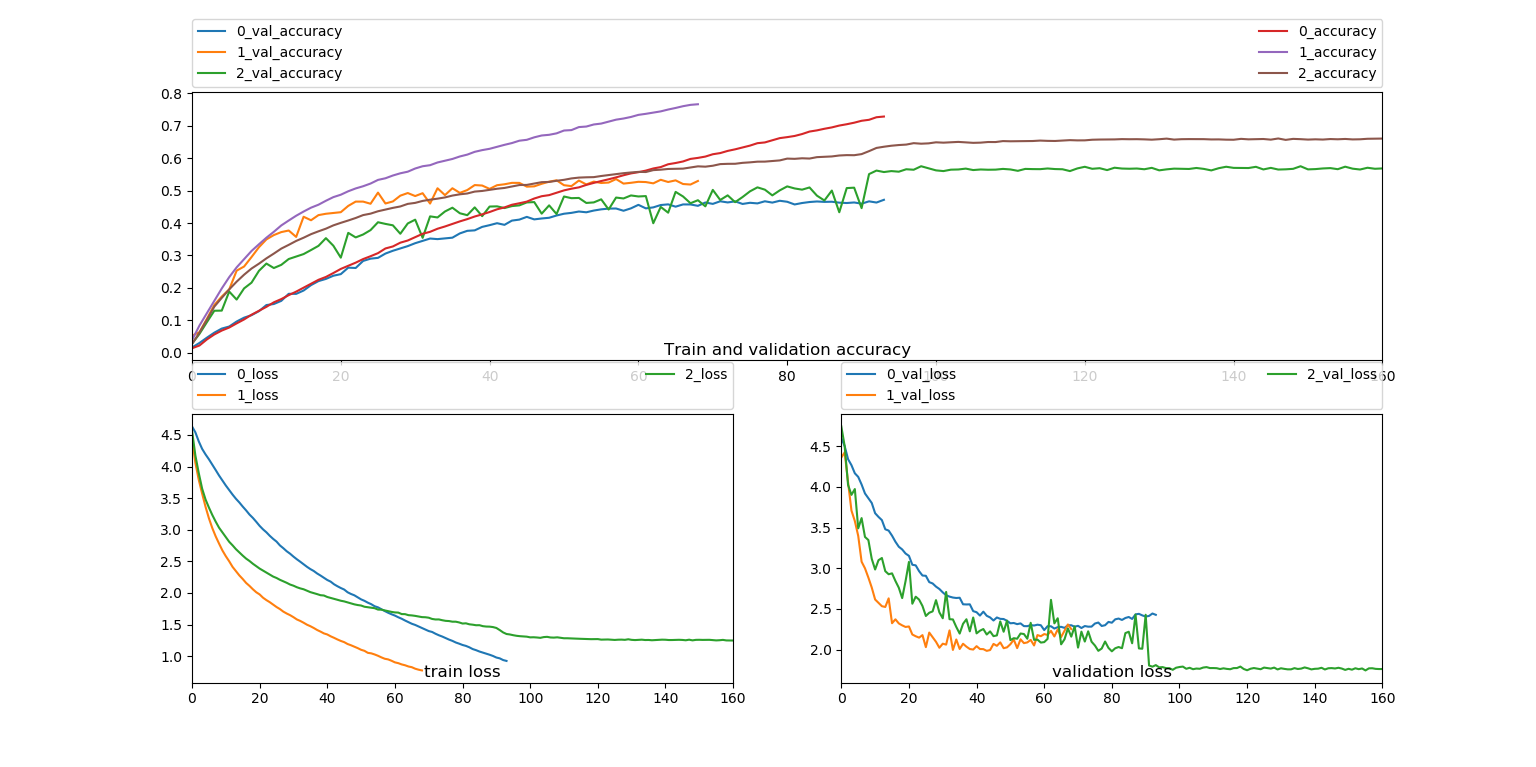 0_val_accuracy
1_val_accuracy
2_val_accuracy
0_accuracy
1_accuracy
2_accuracy
0.8
0.7
0.6
0.5
0.4
0.3
0.2
0.1
0.0
Train and validation accuracy
0 20 40 60 80 100 120 140 160
0_loss
1_loss
2_loss
4.5
4.0
3.5
3.0
2.5
2.0
1.5
1.0
train loss
0 20 40 60 80 100 120 140 160
0_val_loss
1_val_loss
2_val_loss
4.5
4.0
3.5
3.0
2.5
2.0
validation loss
0 20 40 60 80 100 120 140 160